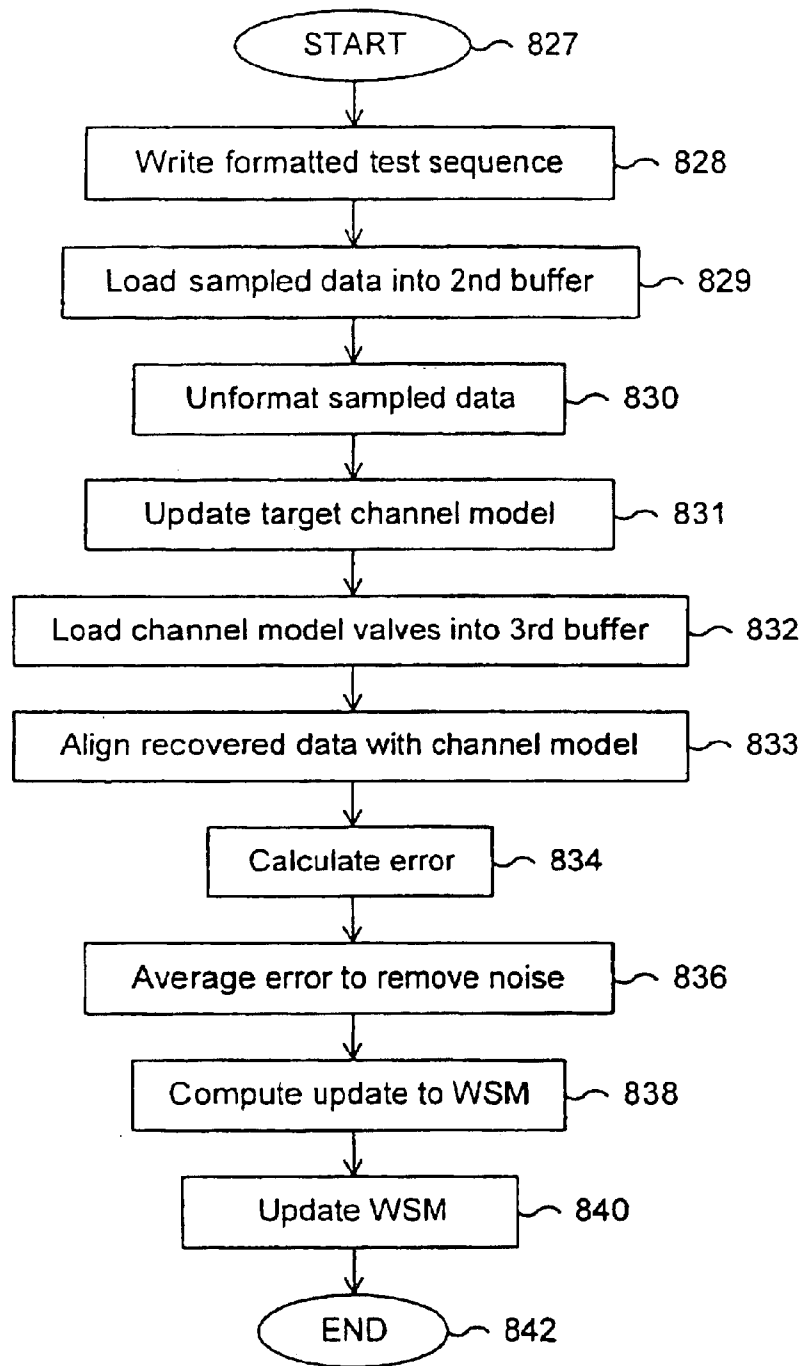 START 827
Write formatted test sequence 828
Load sampled data into 2nd buffer 829
Unformat sampled data 830
Update target channel model 831
Load channel model valves into 3rd buffer 832
Align recovered data with channel model 833
Calculate error 834
Average error to remove noise 836
Compute update to WSM 838
Update WSM 840
END 842